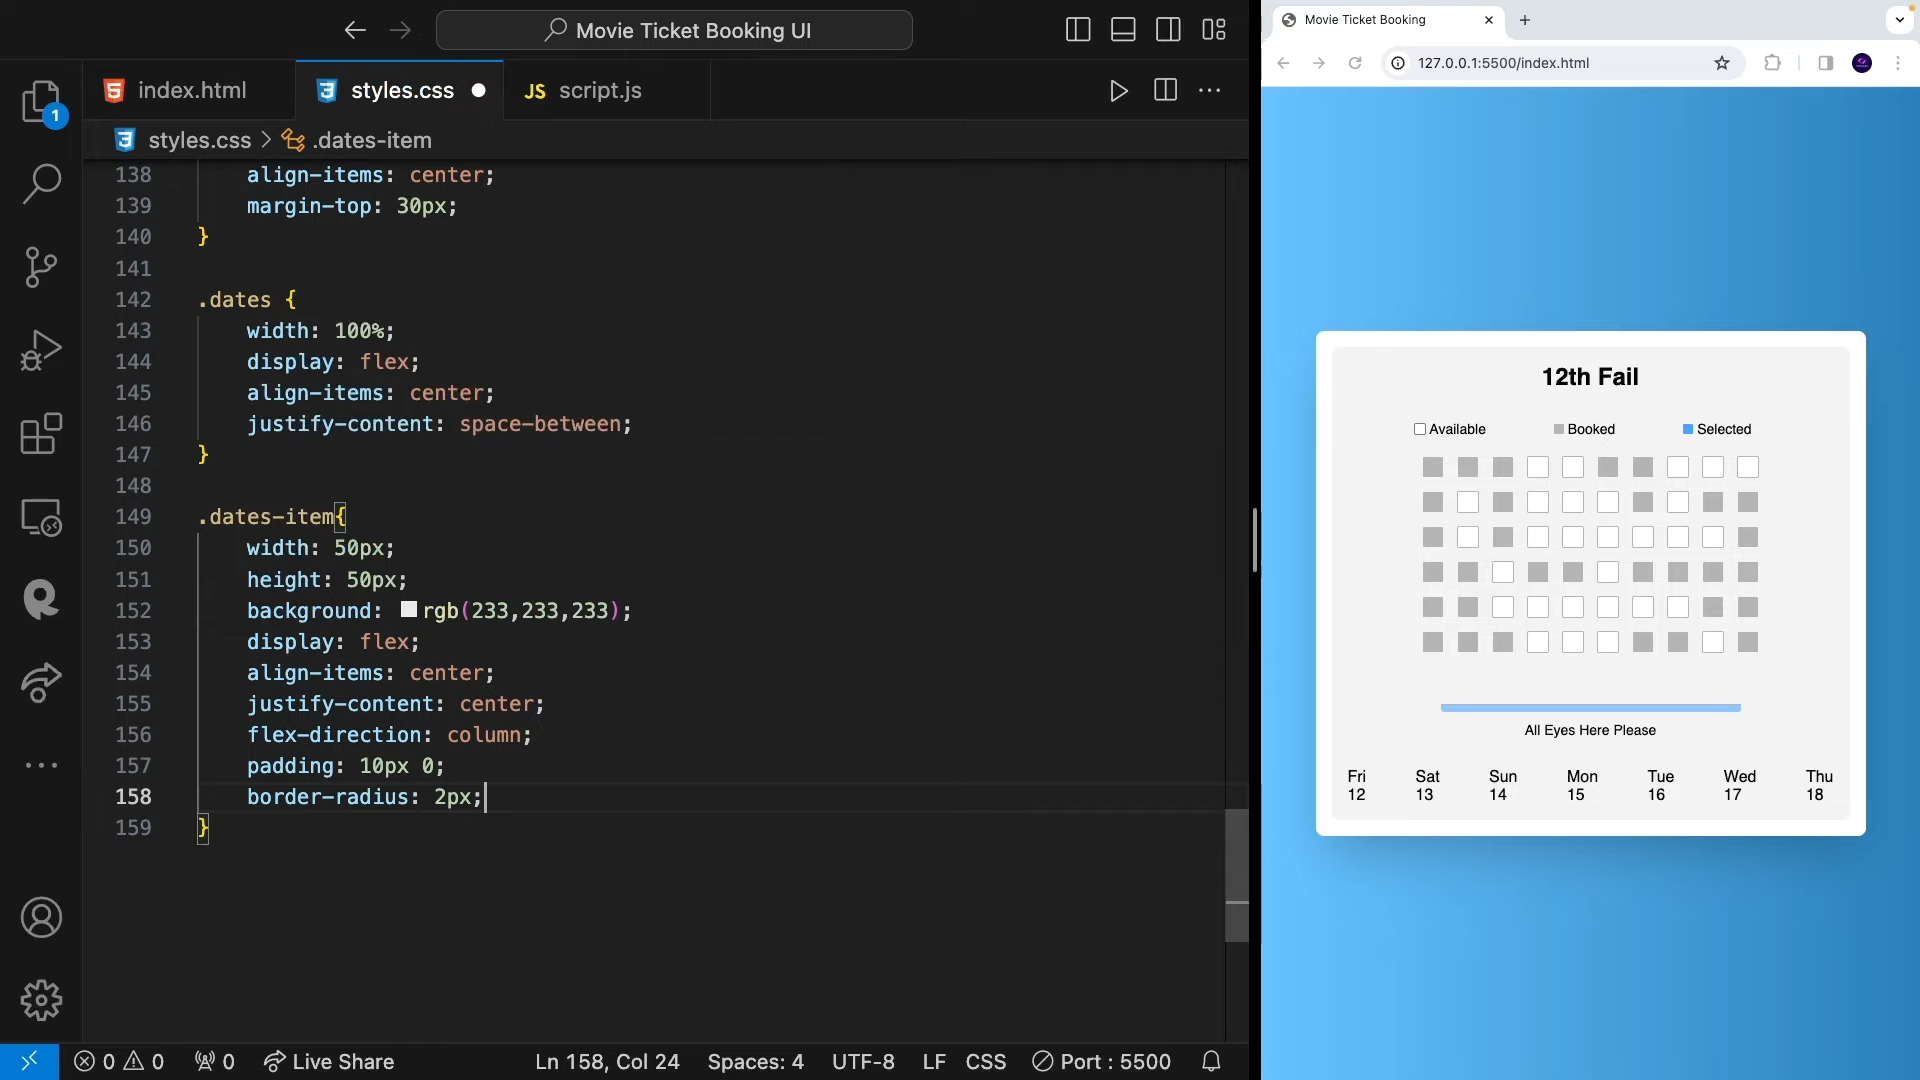 Movie Ticket Booking UI
index.html
styles.css
JS script.js
1
styles.css > .dates-item
138 align-items: center;
139 margin-top: 30px;
140 }
141
142 .dates {
143 width: 100%;
144 display: flex;
145 align-items: center;
146 justify-content: space-between;
147 }
148
149 .dates-item{
150 width: 50px;
151 height: 50px;
152 background: rgb(233,233,233);
153 display: flex;
154 align-items: center;
155 justify-content: center;
156 flex-direction: column;
157 padding: 10px 0;
158 border-radius: 2px;
159 }
0 0 0 Live Share Ln 158, Col 24 Spaces: 4 UTF-8 LF CSS Port : 5500
Movie Ticket Booking
127.0.0.1:5500/index.html
12th Fail
Available Booked Selected
All Eyes Here Please
Fri Sat Sun Mon Tue Wed Thu
12 13 14 15 16 17 18